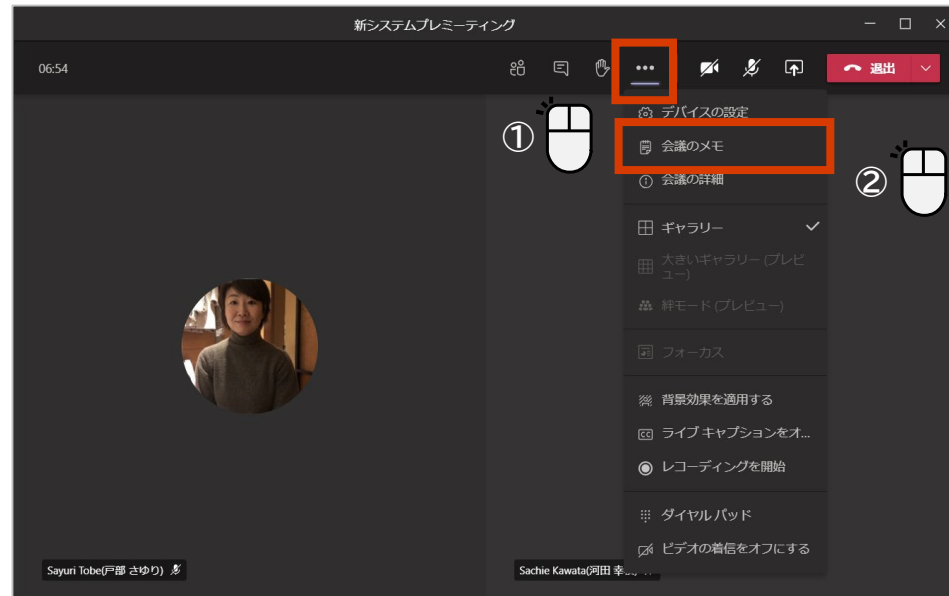 新システムプレミーティング
06:54
退出
①
デバイスの設定
会議のメモ
②
会議の詳細
ギャラリー
大きいギャラリー (プレビ
ュー)
絆モード (プレビュー)
フォーカス
背景効果を適用する
CC ライブ キャプションをオ...
レコーディングを開始
ダイヤル パッド
ビデオの着信をオフにする
Sayuri Tobe(戸部 さゆり)
Sachie Kawata(河田 幸